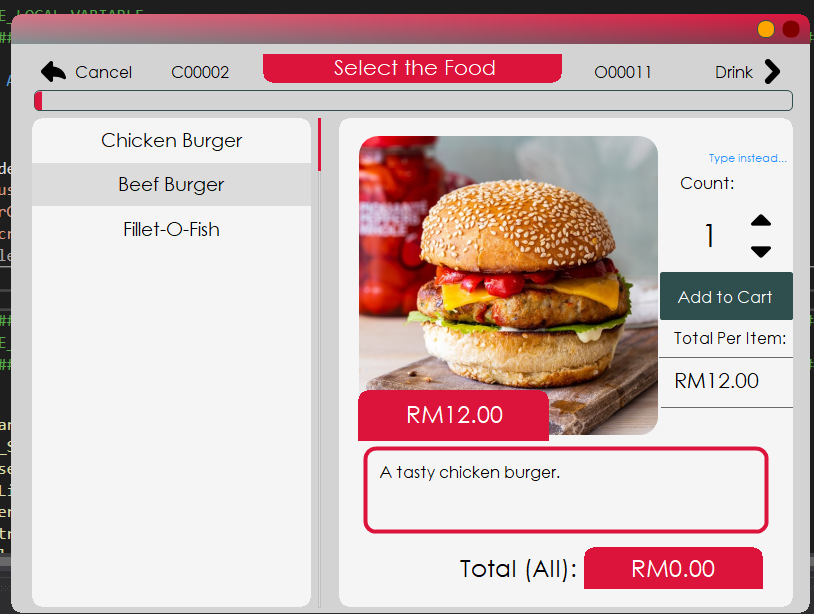 E_LOCAL_VARIABLE
Cancel
C00002
Select the Food
O00011
Drink
Chicken Burger
Beef Burger
Fillet-O-Fish
Type instead...
Count:
1
Add to Cart
Total Per Item:
RM12.00
RM12.00
A tasty chicken burger.
Total (All):
RM0.00